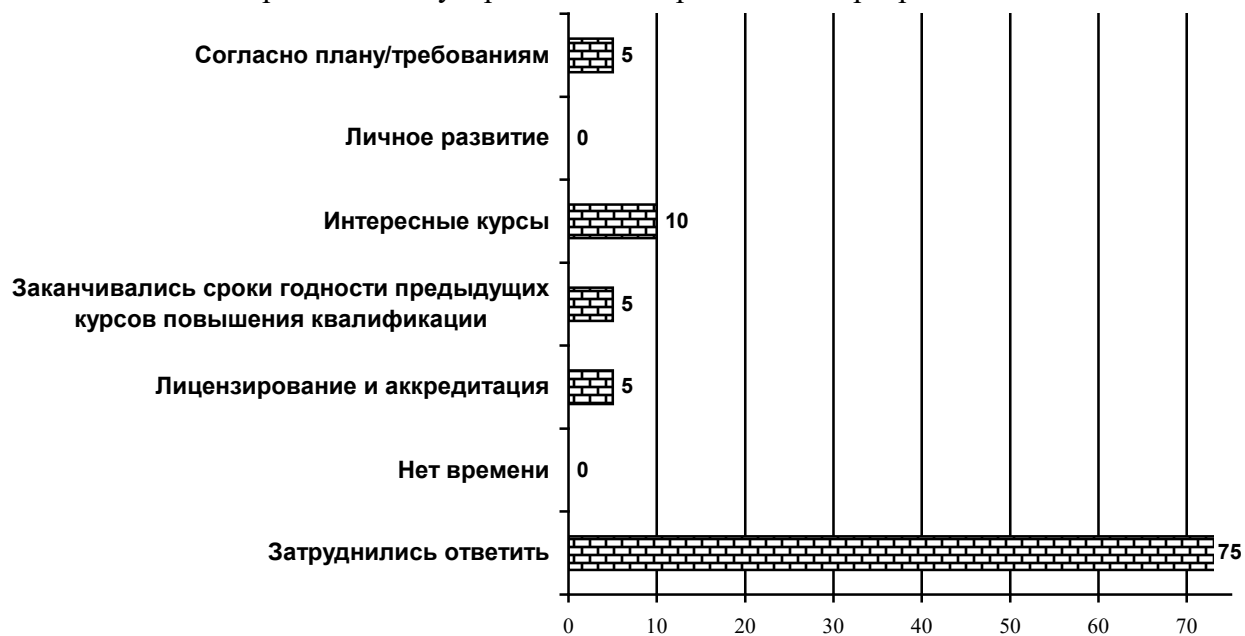 Согласно плану/требованиям 5
Личное развитие 0
Интересные курсы 10
Заканчивались сроки годности предыдущих
курсов повышения квалификации 5
Лицензирование и аккредитация 5
Нет времени 0
Затруднились ответить 75
0 10 20 30 40 50 60 70